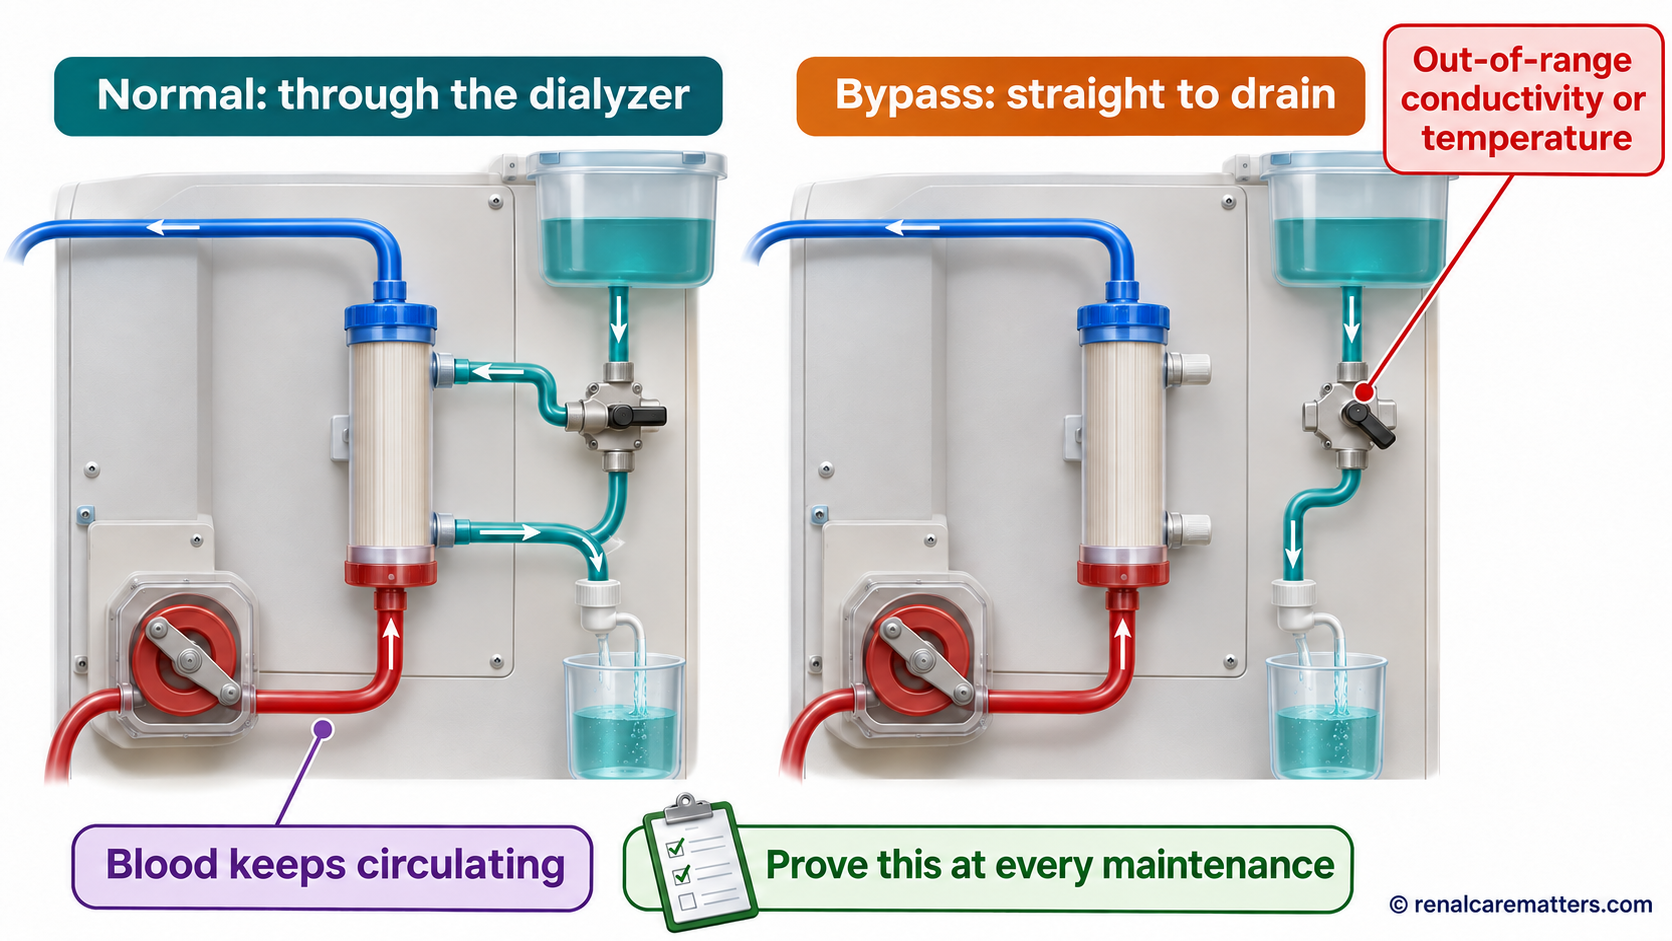 Normal: through the dialyzer
Bypass: straight to drain
Out-of-range
conductivity or
temperature
Blood keeps circulating
Prove this at every maintenance
© renalcarematters.com